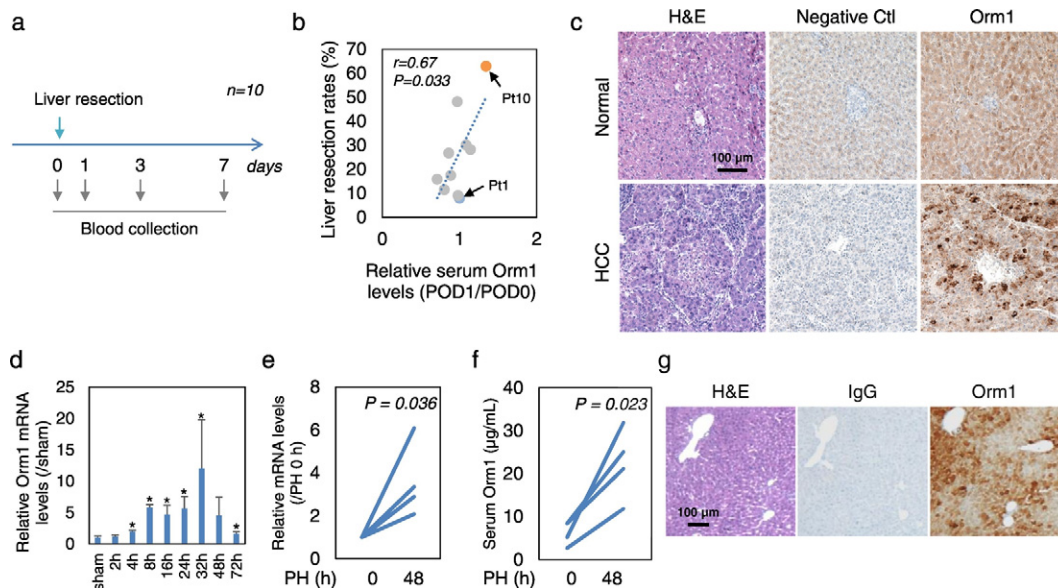 a
Liver resection
n=10
0 1 3 7 days
Blood collection
b
Liver resection rates (%)
70
60
50
40
30
20
10
0
r=0.67
P=0.033
Pt10
Pt1
0 1 2
Relative serum Orm1
levels (POD1/POD0)
c
H&E Negative Ctl Orm1
Normal
100 µm
HCC
d
Relative Orm1 mRNA
levels (/sham)
25
20
15
10
5
0
* * * * * *
sham 2h 4h 8h 16h 24h 32h 48h 72h
e
Relative mRNA levels
(/PH 0 h)
8
6
4
2
0
P = 0.036
PH (h) 0 48
f
Serum Orm1 (µg/mL)
40
30
20
10
0
P = 0.023
PH (h) 0 48
g
H&E IgG Orm1
100 µm